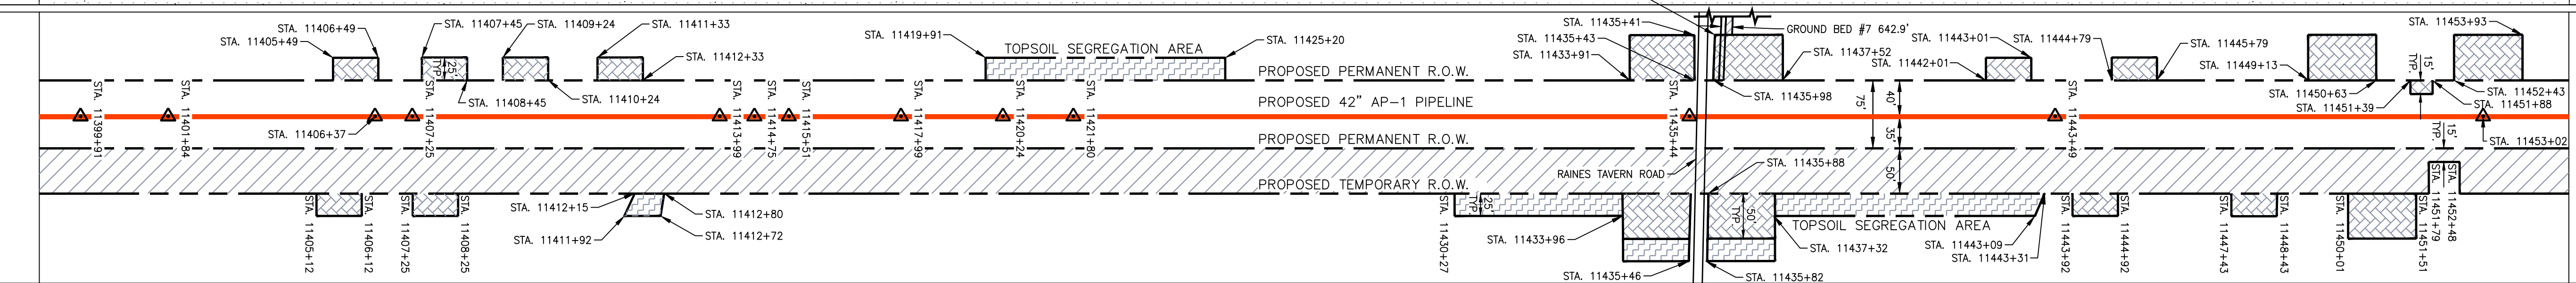 STA. 11406+49
STA. 11405+49
STA. 11407+45
STA. 11409+24
STA. 11411+33
STA. 11412+33
STA. 11408+45
STA. 11410+24
25'
TYP.
STA. 11419+91
TOPSOIL SEGREGATION AREA
STA. 11425+20
STA. 11435+41
STA. 11435+43
STA. 11433+91
GROUND BED #7 642.9'
STA. 11437+52
STA. 11435+98
STA. 11443+01
STA. 11442+01
STA. 11444+79
STA. 11445+79
STA. 11449+13
STA. 11450+63
STA. 11451+39
15'
TYP.
STA. 11453+93
STA. 11452+43
STA. 11451+88
STA. 11453+02
PROPOSED PERMANENT R.O.W.
PROPOSED 42" AP-1 PIPELINE
PROPOSED PERMANENT R.O.W.
PROPOSED TEMPORARY R.O.W.
STA. 11399+91
STA. 11401+84
STA. 11406+37
STA. 11407+25
STA. 11413+99
STA. 11414+75
STA. 11415+51
STA. 11417+99
STA. 11420+24
STA. 11421+80
STA. 11435+44
STA. 11443+49
75'
40'
35'
50'
RAINES TAVERN ROAD
STA. 11435+88
15'
TYP.
STA. 11405+12
STA. 11406+12
STA. 11407+25
STA. 11408+25
STA. 11412+15
STA. 11411+92
STA. 11412+80
STA. 11412+72
STA. 11430+27
25'
TYP.
STA. 11433+96
STA. 11435+46
50'
TYP.
STA. 11435+82
STA. 11437+32
TOPSOIL SEGREGATION AREA
STA. 11443+09
STA. 11443+31
STA. 11443+92
STA. 11444+92
STA. 11447+43
STA. 11448+43
STA. 11450+01
STA. 11451+51
STA. 11451+79
STA. 11452+48